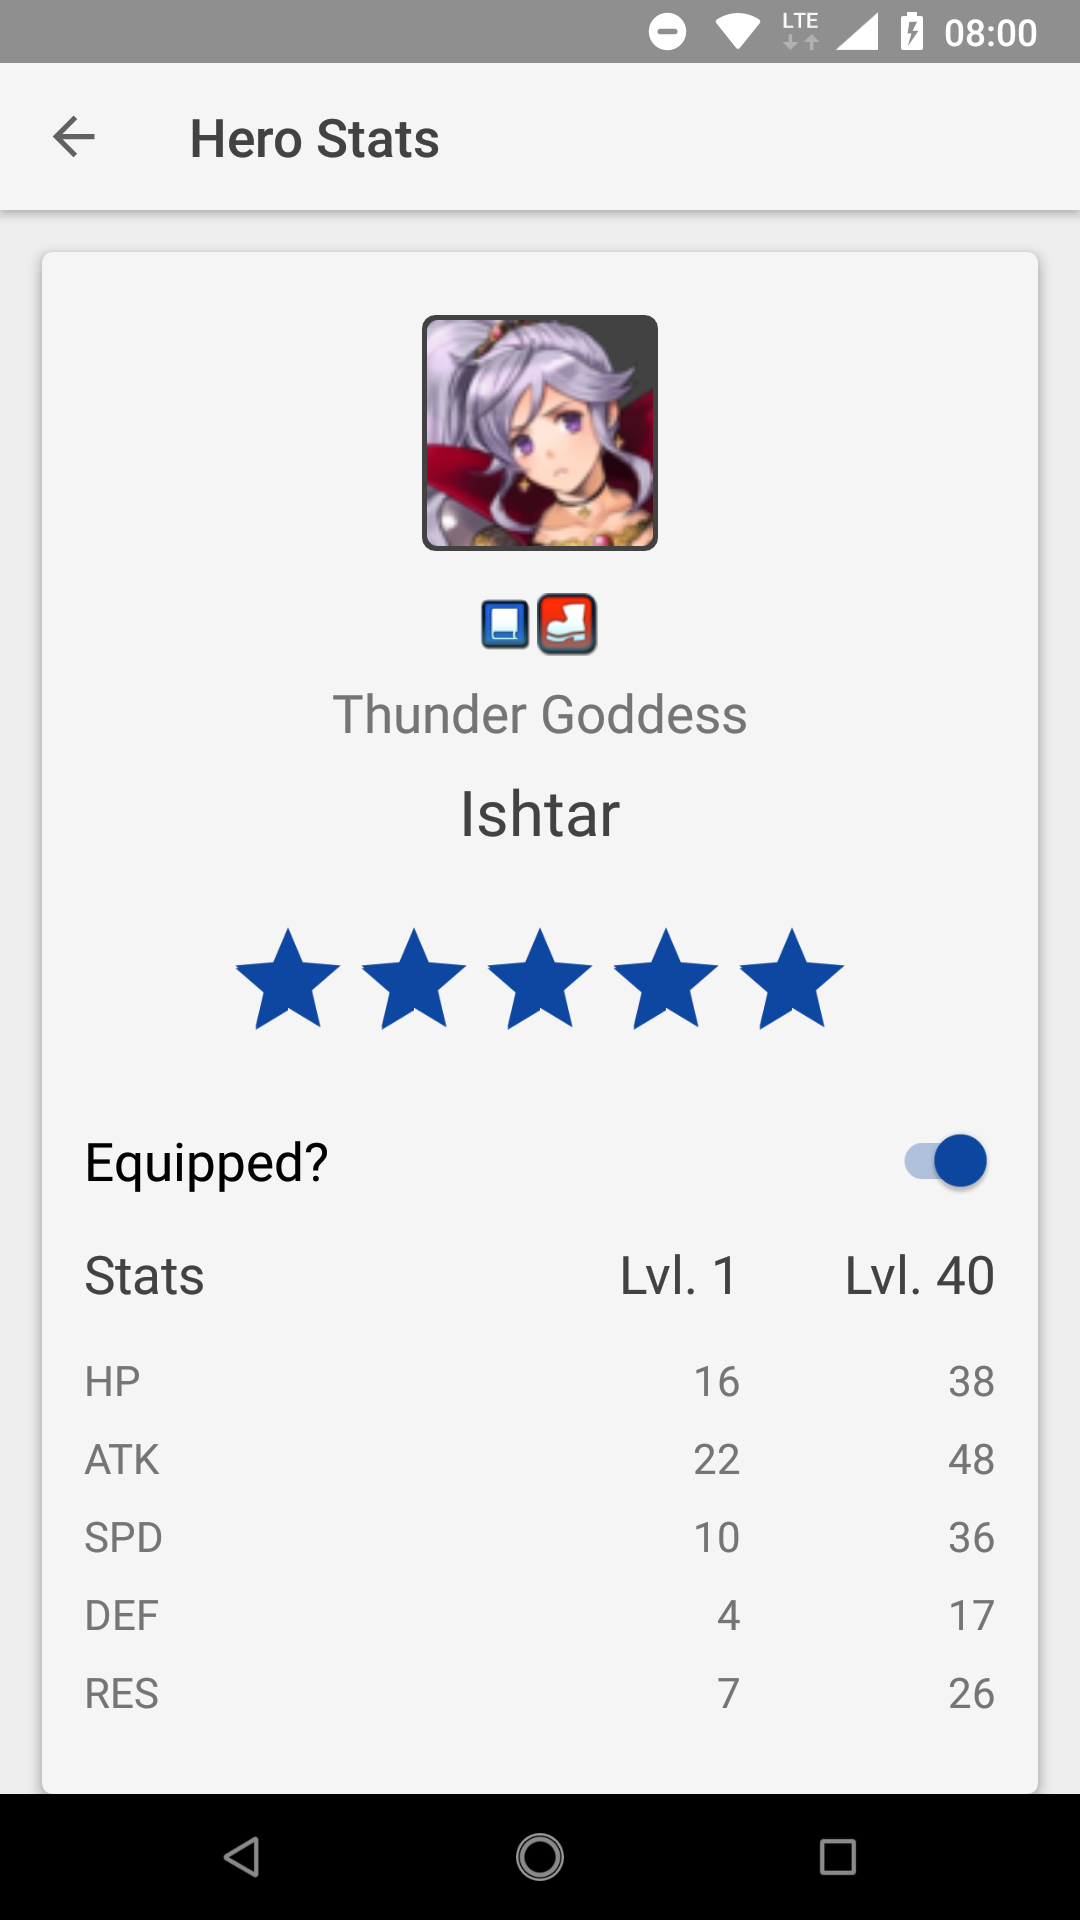 LTE 08:00
Hero Stats
Thunder Goddess
Ishtar
Equipped?
Stats Lvl. 1 Lvl. 40
HP 16 38
ATK 22 48
SPD 10 36
DEF 4 17
RES 7 26